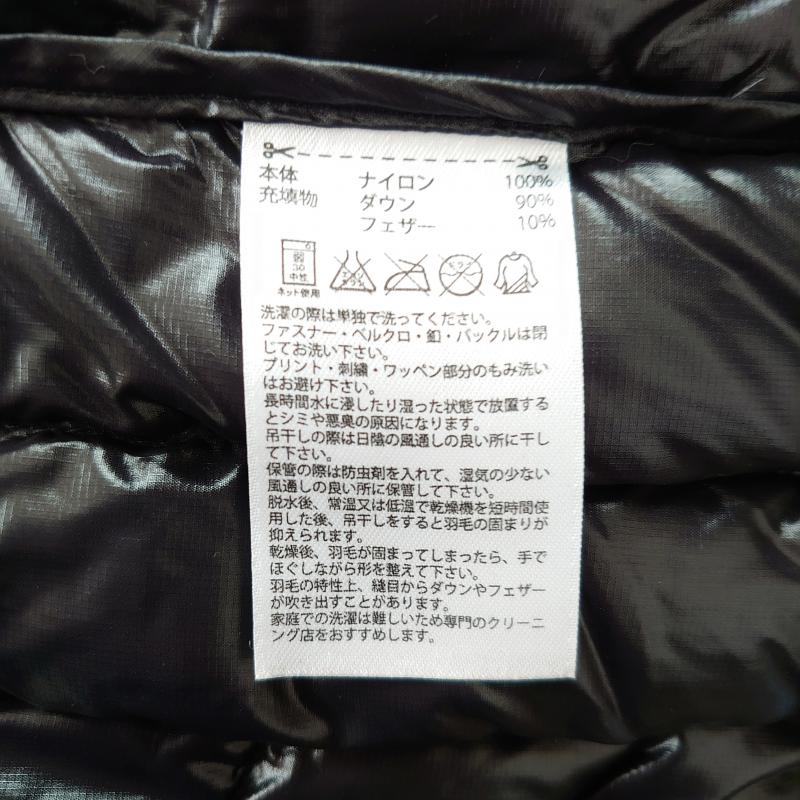 本体 ナイロン 100%
充填物 ダウン 90%
フェザー 10%
弱
30
中性
ネット使用
エンソ
サラシ
ドライ
洗濯の際は単独で洗ってください。
ファスナー・ベルクロ・釦・バックルは閉
じてお洗い下さい。
プリント・刺繍・ワッペン部分のもみ洗い
はお避け下さい。
長時間水に浸したり湿った状態で放置する
とシミや悪臭の原因になります。
吊干しの際は日陰の風通しの良い所に干し
て下さい。
保管の際は防虫剤を入れて、湿気の少ない
風通しの良い所に保管して下さい。
脱水後、常温又は低温で乾燥機を短時間使
用した後、吊干しをすると羽毛の固まりが
抑えられます。
乾燥後、羽毛が固まってしまったら、手で
ほぐしながら形を整えて下さい。
羽毛の特性上、縫目からダウンやフェザー
が吹き出すことがあります。
家庭での洗濯は難しいため専門のクリーニ
ング店をおすすめします。